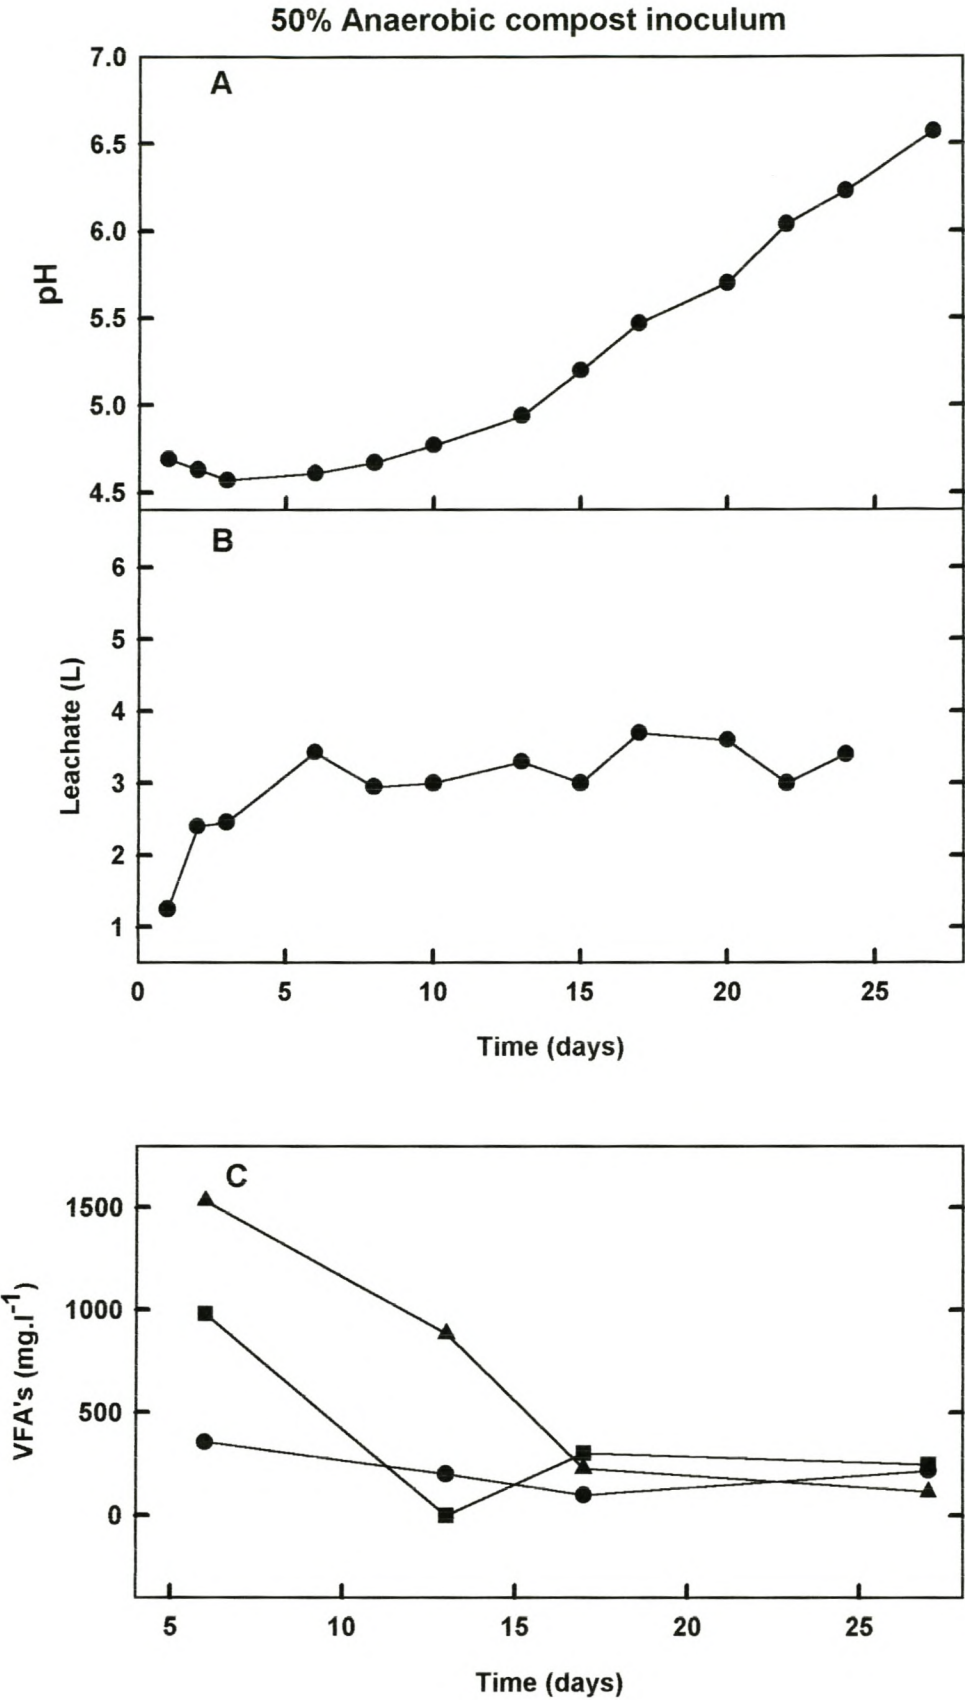 50% Anaerobic compost inoculum
A
7.0
6.5
6.0
5.5
5.0
4.5
pH
B
6
5
4
3
2
1
Leachate (L)
0 5 10 15 20 25
Time (days)
C
1500
1000
500
0
VFA's (mg.l-1)
5 10 15 20 25
Time (days)